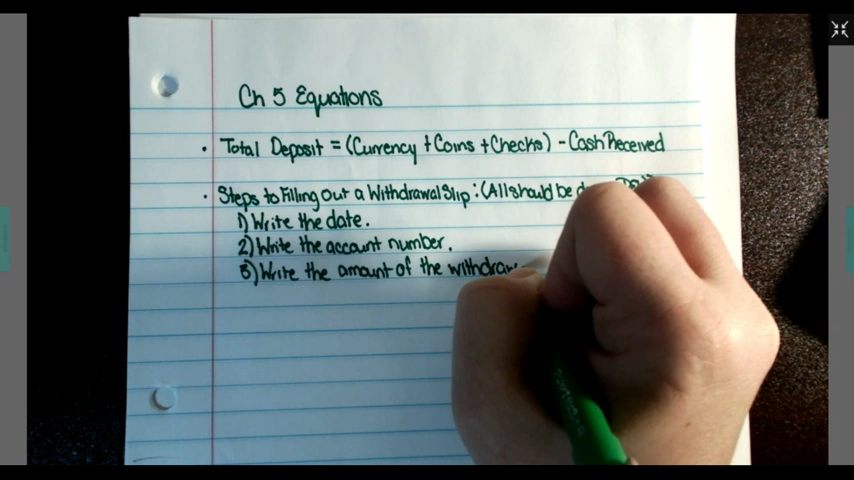 Ch 5 Equations
• Total Deposit = (Currency + Coins + Checks) - Cash Received
• Steps to Filling Out a Withdrawal Slip: (All should be
1) Write the date.
2) Write the account number.
3) Write the amount of the